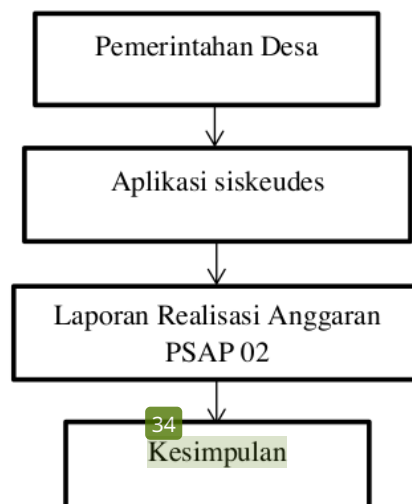 Pemerintahan Desa
Aplikasi siskeudes
Laporan Realisasi Anggaran
PSAP 02
34
Kesimpulan